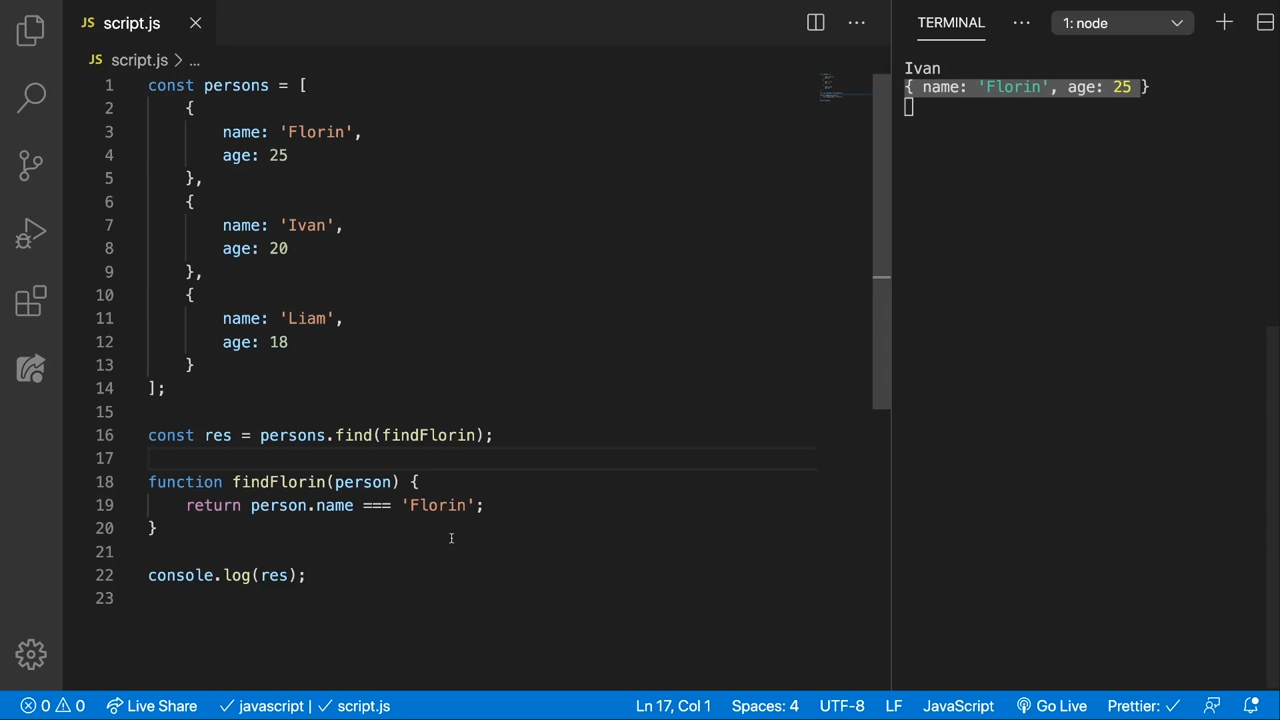 JS script.js
TERMINAL
1: node
JS script.js > ...
1 const persons = [
2 {
3 name: 'Florin',
4 age: 25
5 },
6 {
7 name: 'Ivan',
8 age: 20
9 },
10 {
11 name: 'Liam',
12 age: 18
13 }
14 ];
15
16 const res = persons.find(findFlorin);
17
18 function findFlorin(person) {
19 return person.name === 'Florin';
20 }
21
22 console.log(res);
23
Ivan
{ name: 'Florin', age: 25 }
0 0 Live Share javascript | script.js Ln 17, Col 1 Spaces: 4 UTF-8 LF JavaScript Go Live Prettier: